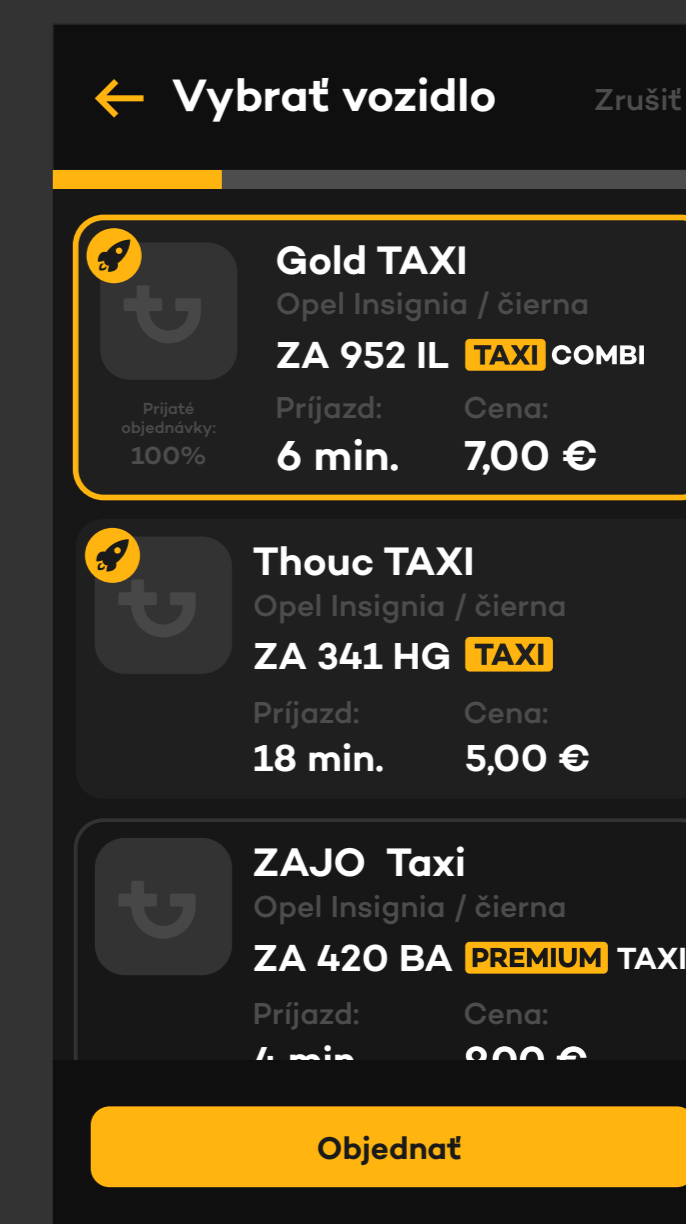 Vybrať vozidlo
Zrušiť
Gold TAXI
Opel Insignia / čierna
ZA 952 IL TAXI COMBI
Prijaté
objednávky:
100%
Príjazd: Cena:
6 min. 7,00 €
Thouc TAXI
Opel Insignia / čierna
ZA 341 HG TAXI
Príjazd: Cena:
18 min. 5,00 €
ZAJO Taxi
Opel Insignia / čierna
ZA 420 BA PREMIUM TAXI
Príjazd: Cena:
4 min €
Objednať